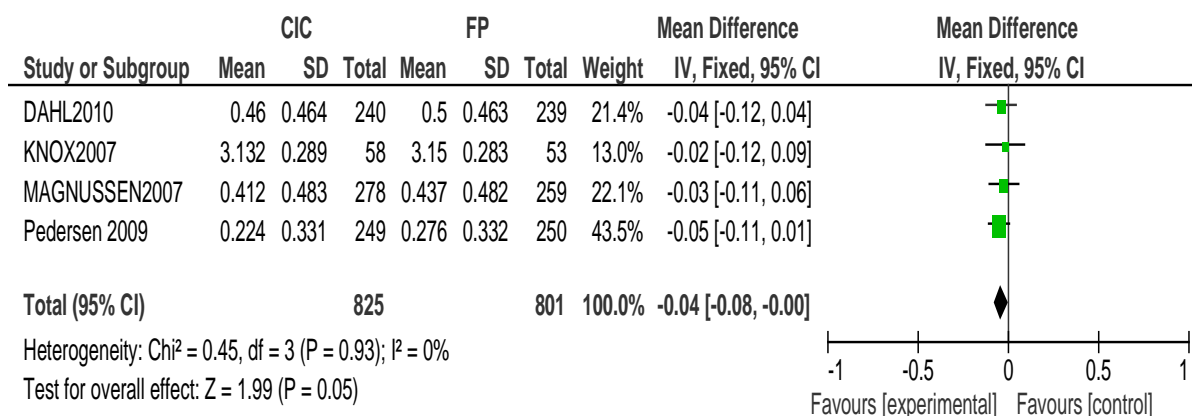 CIC FP Mean Difference Mean Difference
Study or Subgroup Mean SD Total Mean SD Total Weight IV, Fixed, 95% CI IV, Fixed, 95% CI
DAHL2010 0.46 0.464 240 0.5 0.463 239 21.4% -0.04 [-0.12, 0.04]
KNOX2007 3.132 0.289 58 3.15 0.283 53 13.0% -0.02 [-0.12, 0.09]
MAGNUSSEN2007 0.412 0.483 278 0.437 0.482 259 22.1% -0.03 [-0.11, 0.06]
Pedersen 2009 0.224 0.331 249 0.276 0.332 250 43.5% -0.05 [-0.11, 0.01]
Total (95% CI) 825 801 100.0% -0.04 [-0.08, -0.00]
Heterogeneity: Chi² = 0.45, df = 3 (P = 0.93); I² = 0%
Test for overall effect: Z = 1.99 (P = 0.05)
-1 -0.5 0 0.5 1
Favours [experimental] Favours [control]